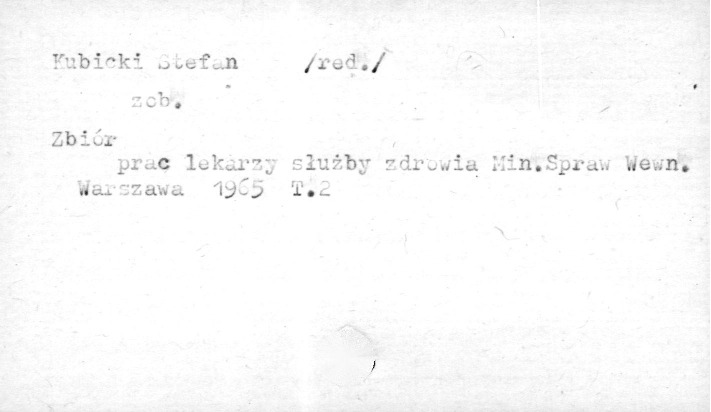 Kubicki Stefan /red./
zob.
Zbiór
prac lekarzy służby zdrowia Min.Spraw Wewn.
Warszawa 1965 T.2